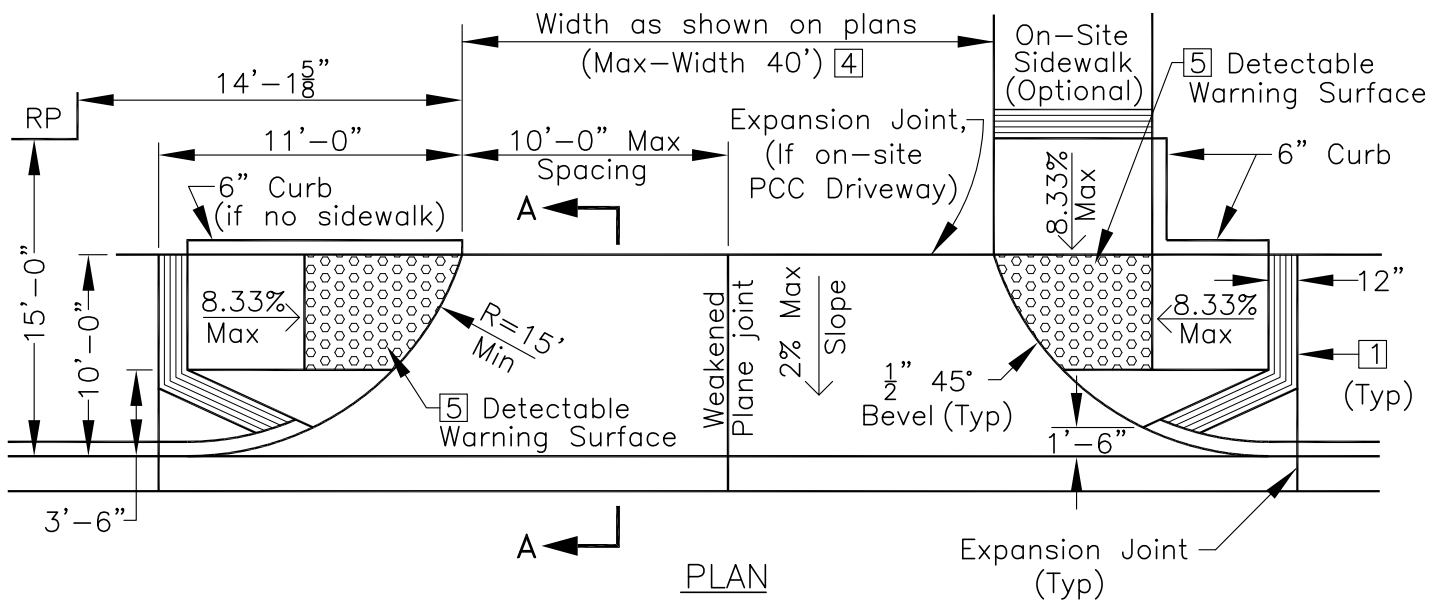 Width as shown on plans
(Max-Width 40') 4
On-Site
Sidewalk
(Optional)
5 Detectable
Warning Surface
14'-1 5/8"
RP
11'-0"
10'-0" Max
Spacing
Expansion Joint,
(If on-site
PCC Driveway)
8.33%
Max
6" Curb
6" Curb
(if no sidewalk)
A
15'-0"
10'-0"
8.33%
Max
R=15'
Min
Weakened
Plane joint
2% Max
Slope
8.33%
Max
12"
1
(Typ)
1/2" 45°
Bevel (Typ)
5 Detectable
Warning Surface
1'-6"
3'-6"
A
Expansion Joint
(Typ)
PLAN